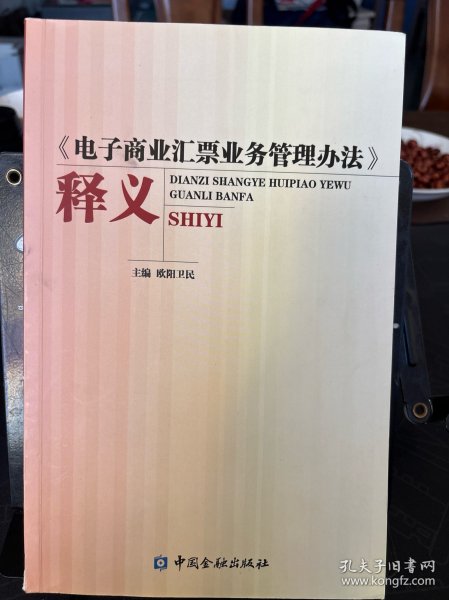 《电子商业汇票业务管理办法》
释义
DIANZI SHANGYE HUIPIAO YEWU
GUANLI BANFA
SHIYI
主编 欧阳卫民
中国金融出版社
孔夫子旧书网
www.kongfz.com